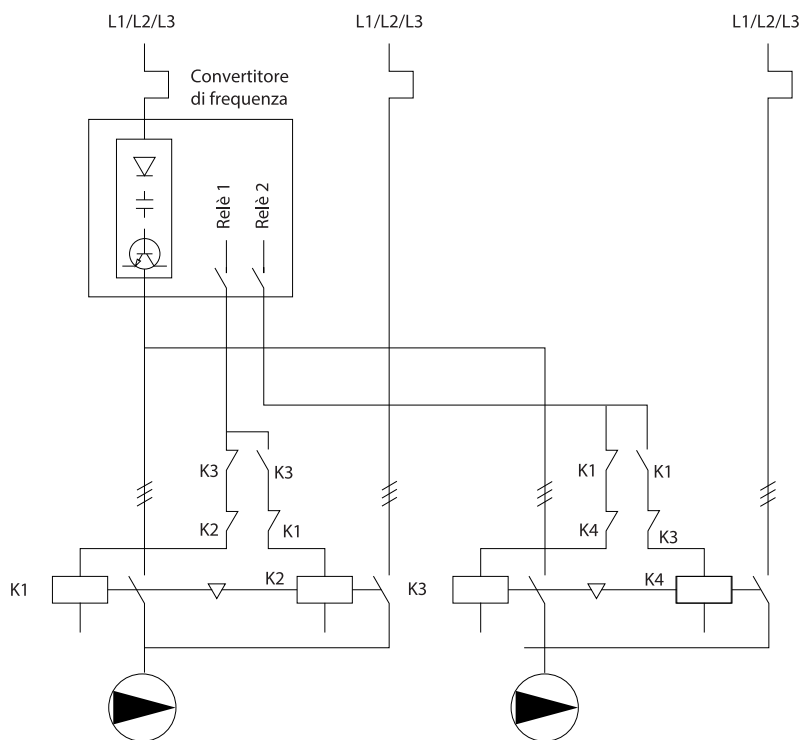 L1/L2/L3
L1/L2/L3
L1/L2/L3
Convertitore
di frequenza
Relè 1
Relè 2
K3
K3
K1
K1
K2
K1
K4
K3
K1
K2
K3
K4